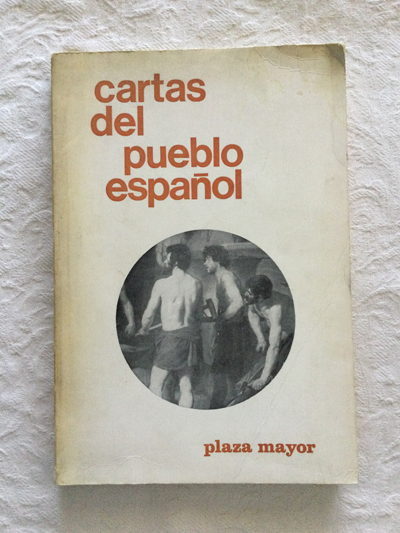 cartas
del
pueblo
español
plaza mayor